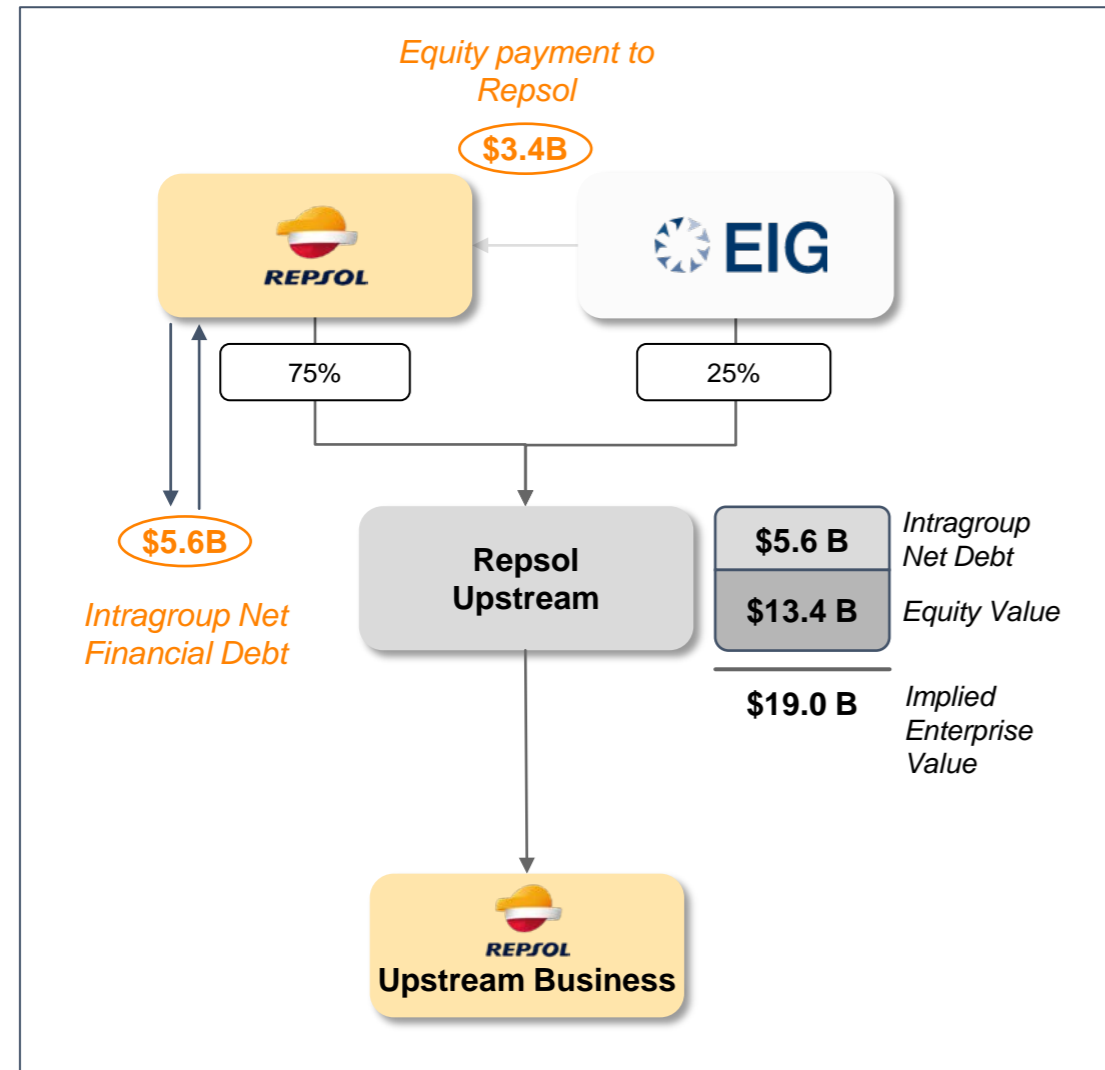 Equity payment to
Repsol
$3.4B
REPSOL
EIG
75%
25%
$5.6B
Intragroup Net
Financial Debt
Repsol
Upstream
$5.6 B
Intragroup
Net Debt
$13.4 B
Equity Value
$19.0 B
Implied
Enterprise
Value
REPSOL
Upstream Business